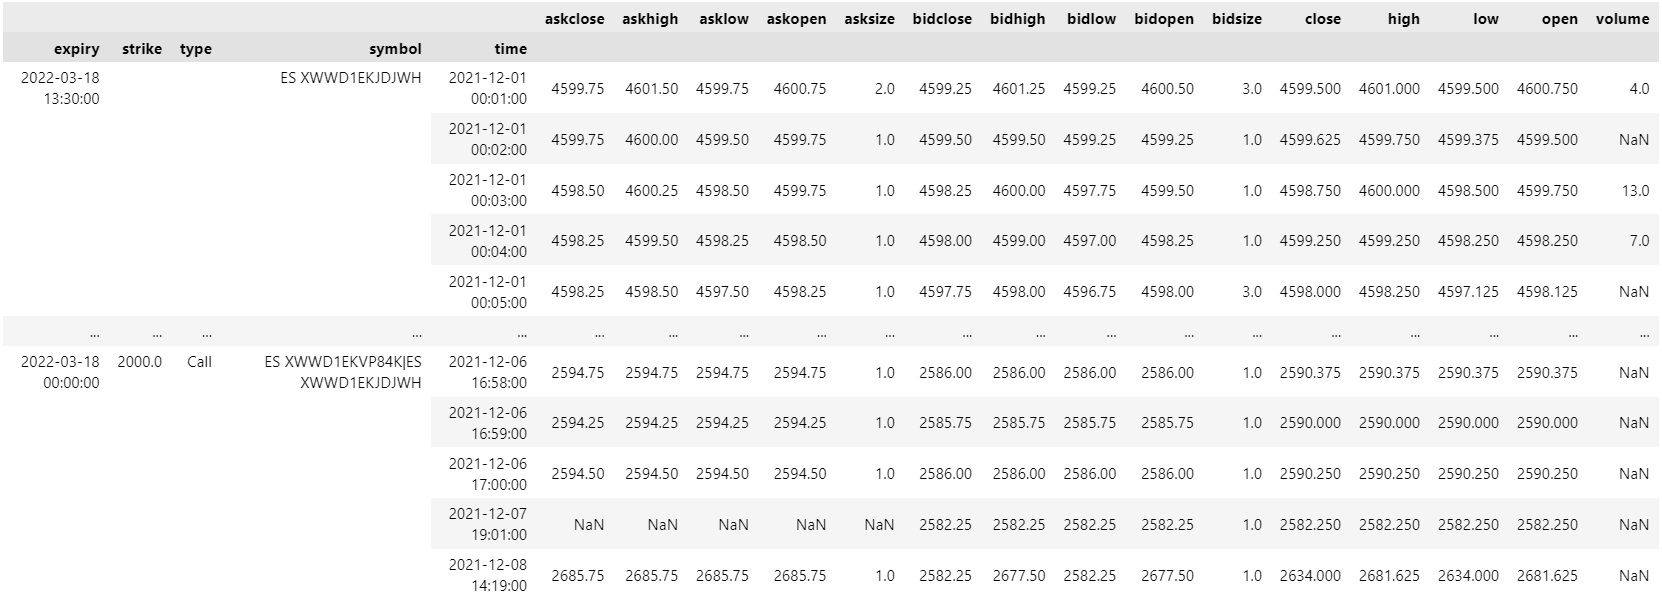 askclose askhigh asklow askopen asksize bidclose bidhigh bidlow bidopen bidsize close high low open volume
expiry strike type symbol time
2022-03-18 13:30:00 ES XWWD1EKJDJWH 2021-12-01 00:01:00 4599.75 4601.50 4599.75 4600.75 2.0 4599.25 4601.25 4599.25 4600.50 3.0 4599.500 4601.000 4599.500 4600.750 4.0
2021-12-01 00:02:00 4599.75 4600.00 4599.50 4599.75 1.0 4599.50 4599.50 4599.25 4599.25 1.0 4599.625 4599.750 4599.375 4599.500 NaN
2021-12-01 00:03:00 4598.50 4600.25 4598.50 4599.75 1.0 4598.25 4600.00 4597.75 4599.50 1.0 4598.750 4600.000 4598.500 4599.750 13.0
2021-12-01 00:04:00 4598.25 4599.50 4598.25 4598.50 1.0 4598.00 4599.00 4597.00 4598.25 1.0 4599.250 4599.250 4598.250 4598.250 7.0
2021-12-01 00:05:00 4598.25 4598.50 4597.50 4598.25 1.0 4597.75 4598.00 4596.75 4598.00 3.0 4598.000 4598.250 4597.125 4598.125 NaN
... ... ... ... ... ... ... ... ... ... ... ... ... ... ... ... ... ... ... ...
2022-03-18 00:00:00 2000.0 Call ES XWWD1EKVP84K|ES XWWD1EKJDJWH 2021-12-06 16:58:00 2594.75 2594.75 2594.75 2594.75 1.0 2586.00 2586.00 2586.00 2586.00 1.0 2590.375 2590.375 2590.375 2590.375 NaN
2021-12-06 16:59:00 2594.25 2594.25 2594.25 2594.25 1.0 2585.75 2585.75 2585.75 2585.75 1.0 2590.000 2590.000 2590.000 2590.000 NaN
2021-12-06 17:00:00 2594.50 2594.50 2594.50 2594.50 1.0 2586.00 2586.00 2586.00 2586.00 1.0 2590.250 2590.250 2590.250 2590.250 NaN
2021-12-07 19:01:00 NaN NaN NaN NaN NaN 2582.25 2582.25 2582.25 2582.25 1.0 2582.250 2582.250 2582.250 2582.250 NaN
2021-12-08 14:19:00 2685.75 2685.75 2685.75 2685.75 1.0 2582.25 2677.50 2582.25 2677.50 1.0 2634.000 2681.625 2634.000 2681.625 NaN